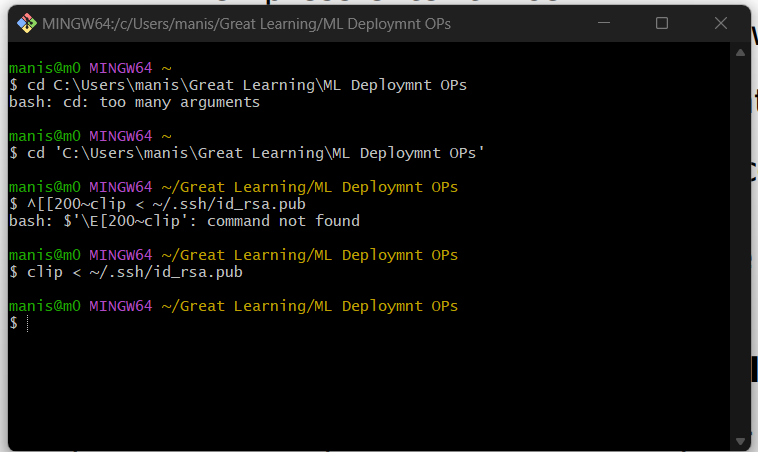 MINGW64:/c/Users/manis/Great Learning/ML Deploymnt OPs
manis@m0 MINGW64 ~
$ cd C:\Users\manis\Great Learning\ML Deploymnt OPs
bash: cd: too many arguments
manis@m0 MINGW64 ~
$ cd 'C:\Users\manis\Great Learning\ML Deploymnt OPs'
manis@m0 MINGW64 ~/Great Learning/ML Deploymnt OPs
$ ^[[200~clip < ~/.ssh/id_rsa.pub
bash: $'\E[200~clip': command not found
manis@m0 MINGW64 ~/Great Learning/ML Deploymnt OPs
$ clip < ~/.ssh/id_rsa.pub
manis@m0 MINGW64 ~/Great Learning/ML Deploymnt OPs
$